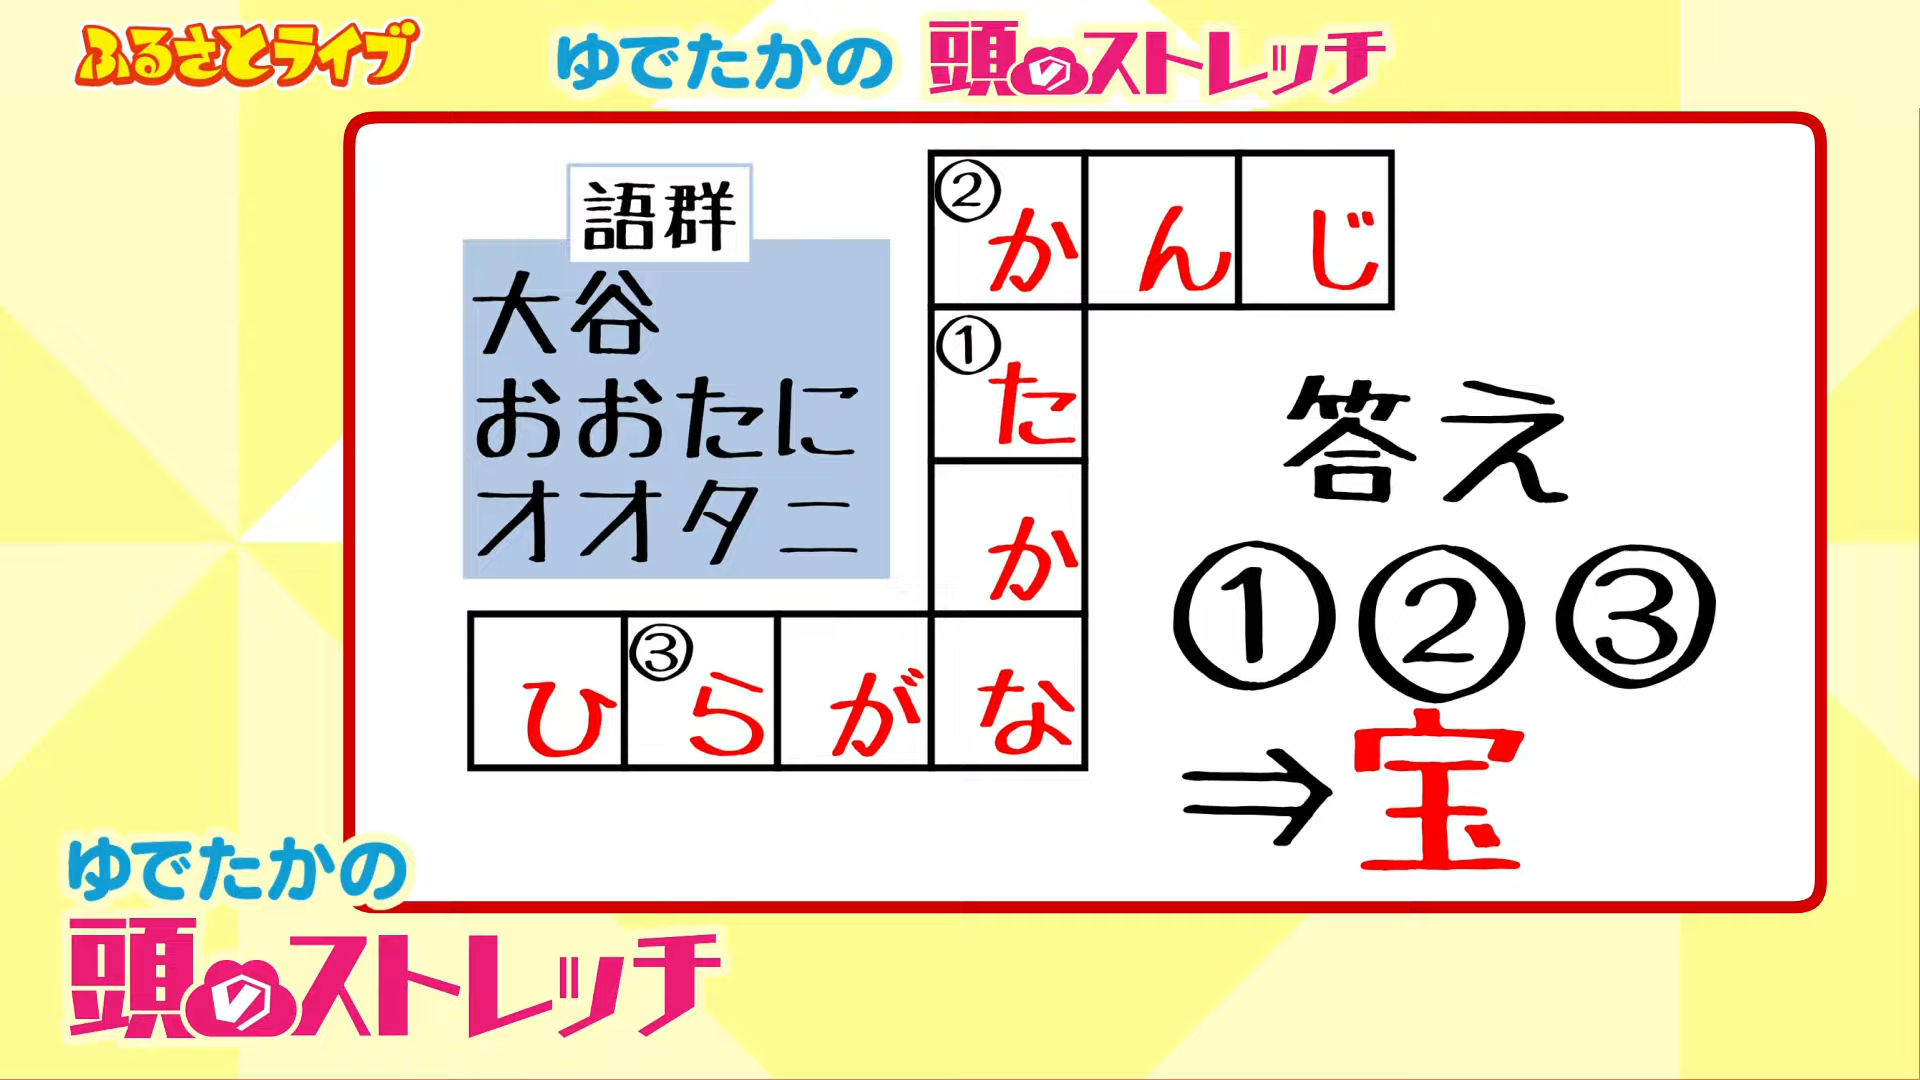 ふるさとライブ
ゆでたかの 頭のストレッチ
語群
大谷
おおたに
オオタニ
②か ん じ
①た
か
ひ ③ら が な
答え
①②③
⇒宝
ゆでたかの
頭のストレッチ